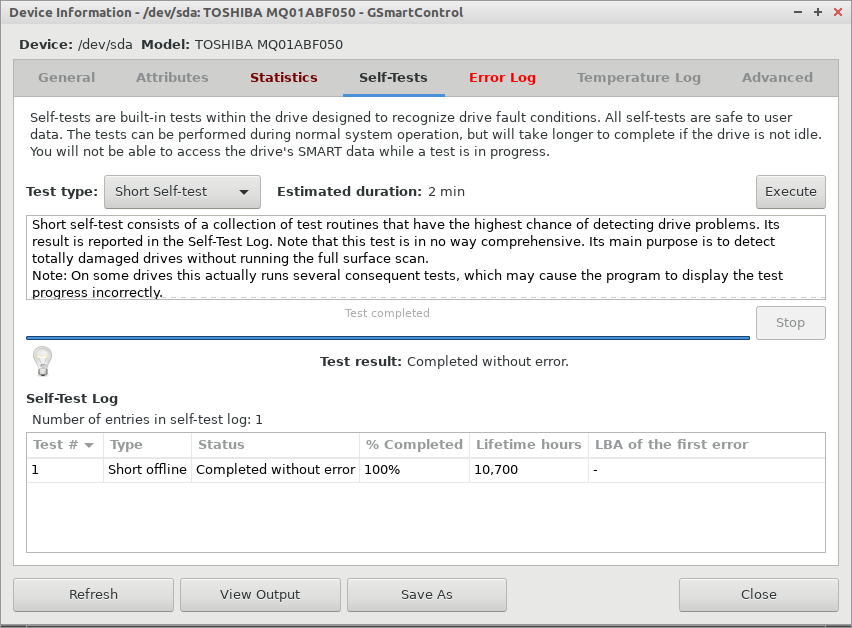 Device Information - /dev/sda: TOSHIBA MQ01ABF050 - GSmartControl
Device: /dev/sda Model: TOSHIBA MQ01ABF050
General Attributes Statistics Self-Tests Error Log Temperature Log Advanced
Self-tests are built-in tests within the drive designed to recognize drive fault conditions. All self-tests are safe to user
data. The tests can be performed during normal system operation, but will take longer to complete if the drive is not idle.
You will not be able to access the drive's SMART data while a test is in progress.
Test type: Short Self-test Estimated duration: 2 min Execute
Short self-test consists of a collection of test routines that have the highest chance of detecting drive problems. Its
result is reported in the Self-Test Log. Note that this test is in no way comprehensive. Its main purpose is to detect
totally damaged drives without running the full surface scan.
Note: On some drives this actually runs several consequent tests, which may cause the program to display the test
progress incorrectly.
Test completed
Stop
Test result: Completed without error.
Self-Test Log
Number of entries in self-test log: 1
Test # Type Status % Completed Lifetime hours LBA of the first error
1 Short offline Completed without error 100% 10,700 -
Refresh View Output Save As Close